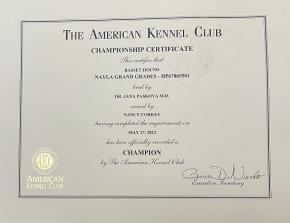 THE AMERICAN KENNEL CLUB
CHAMPIONSHIP CERTIFICATE
This certifies that
BASSET HOUND
NAYLA GRAND GRADES - HP67865501
bred by
DR. JANA PASKOVA M.D.
owned by
NANCY CORKEY
having completed the requirements on
MAY 27, 2023
has been officially recorded a
CHAMPION
by The American Kennel Club
AMERICAN
KENNEL CLUB
Executive Secretary